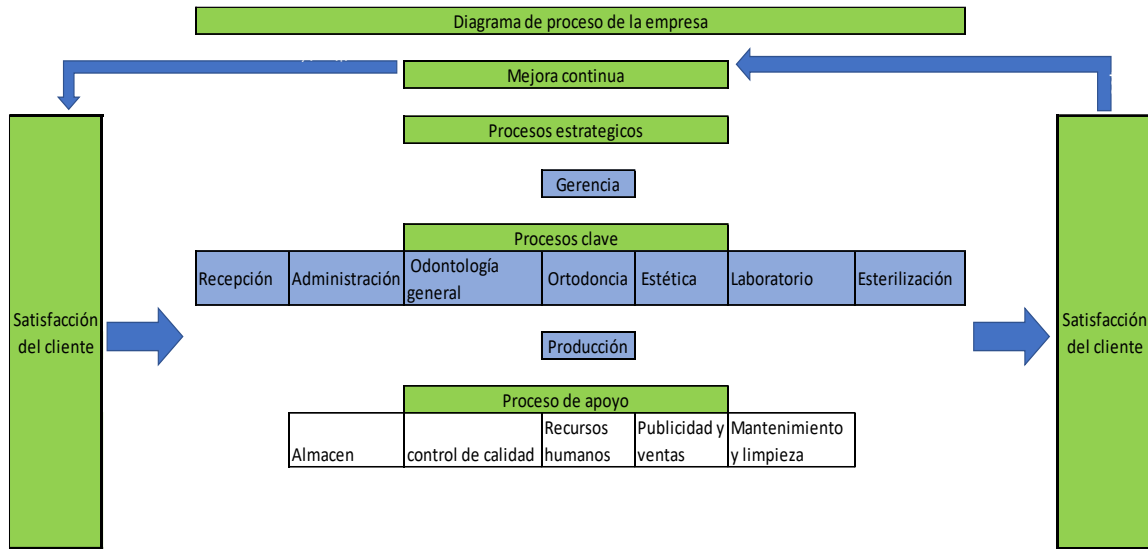 Diagrama de proceso de la empresa
Mejora continua
Procesos estrategicos
Gerencia
Procesos clave
Recepción
Administración
Odontología
general
Ortodoncia
Estética
Laboratorio
Esterilización
Satisfacción
del cliente
Satisfacción
del cliente
Producción
Proceso de apoyo
Almacen
control de calidad
Recursos
humanos
Publicidad y
ventas
Mantenimiento
y limpieza